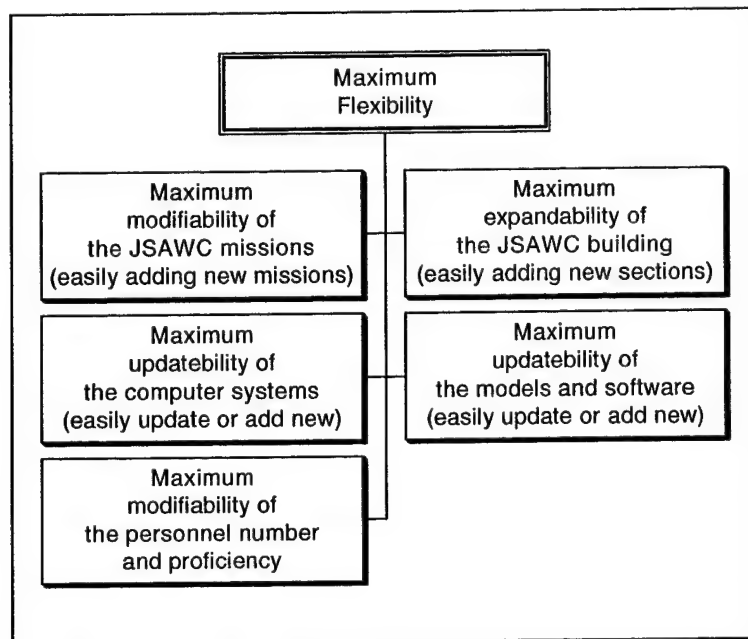 Maximum
Flexibility
Maximum
modifiability of
the JSAWC missions
(easily adding new missions)
Maximum
expandability of
the JSAWC building
(easily adding new sections)
Maximum
updatebility of
the computer systems
(easily update or add new)
Maximum
updatebility of
the models and software
(easily update or add new)
Maximum
modifiability of
the personnel number
and proficiency